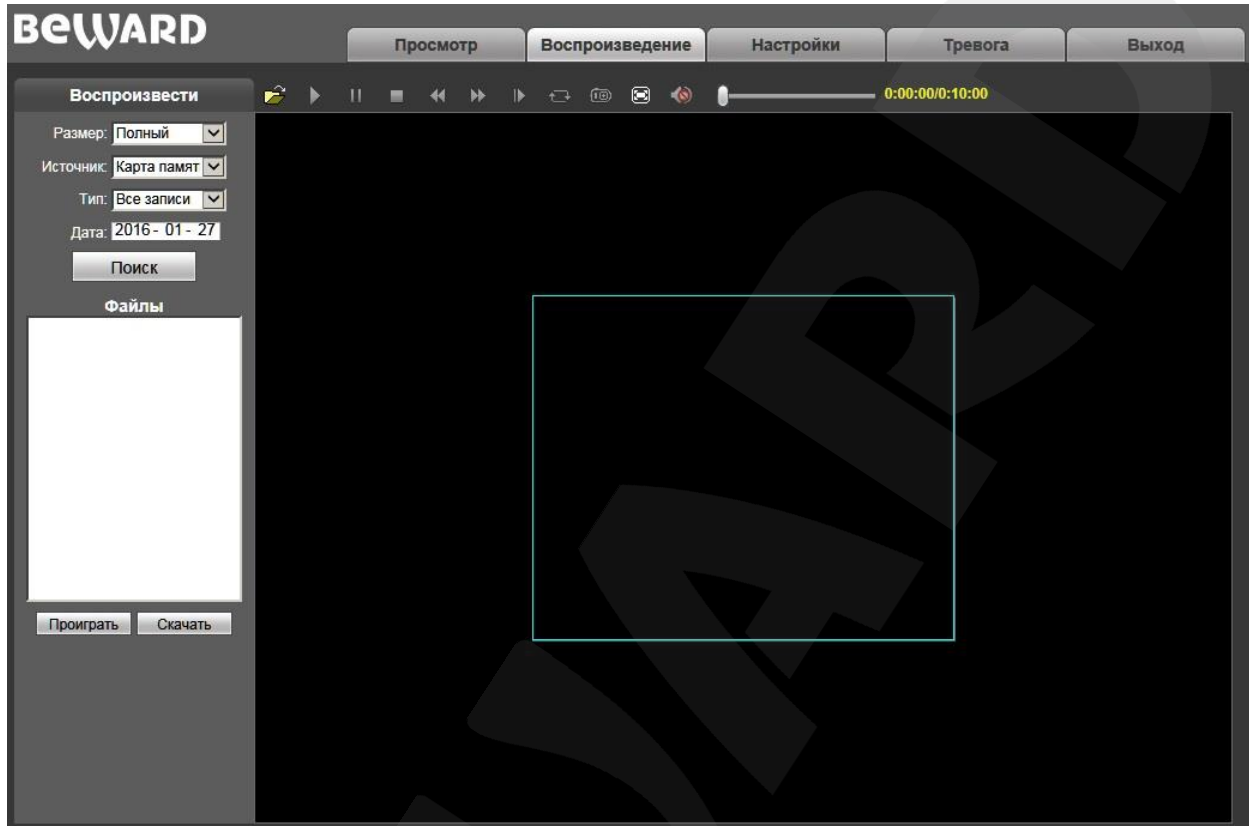 BEWARD
Просмотр Воспроизведение Настройки Тревога Выход
Воспроизвести
0:00:00/0:10:00
Размер: Полный
Источник: Карта памят
Тип: Все записи
Дата: 2016 - 01 - 27
Поиск
Файлы
Проиграть Скачать
BEWARD